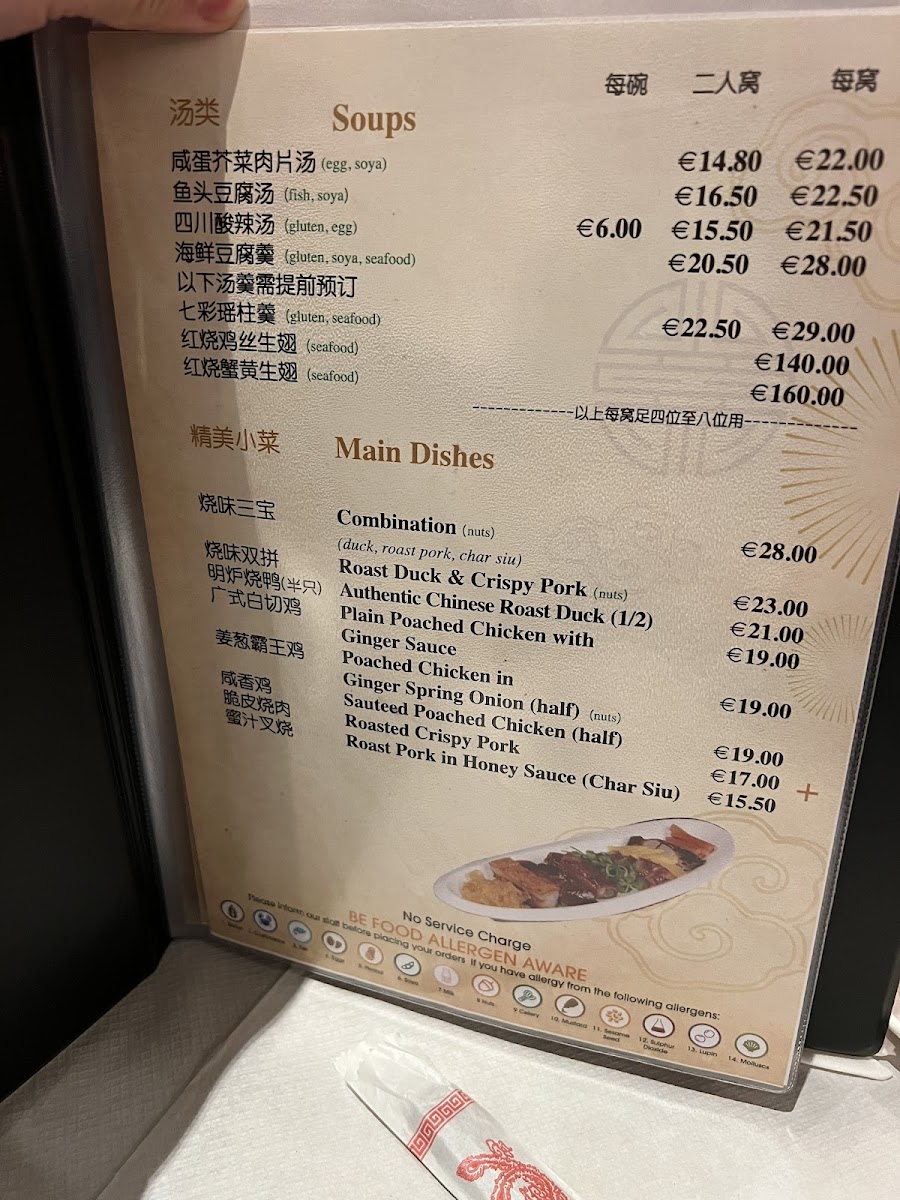 每碗 二人窝 每窝
汤类 Soups
咸蛋芥菜肉片汤 (egg, soya) €14.80 €22.00
鱼头豆腐汤 (fish, soya) €16.50 €22.50
四川酸辣汤 (gluten, egg) €6.00 €15.50 €21.50
海鲜豆腐羹 (gluten, soya, seafood) €20.50 €28.00
以下汤羹需提前预订
七彩瑶柱羹 (gluten, seafood) €22.50 €29.00
红烧鸡丝生翅 (seafood) €140.00
红烧蟹黄生翅 (seafood) €160.00
-------------以上每窝足四位至八位用-------------
精美小菜 Main Dishes
烧味三宝 Combination (nuts) €28.00
(duck, roast pork, char siu)
烧味双拼 Roast Duck & Crispy Pork (nuts) €23.00
明炉烧鸭(半只) Authentic Chinese Roast Duck (1/2) €21.00
广式白切鸡 Plain Poached Chicken with €19.00
Ginger Sauce
姜葱霸王鸡 Poached Chicken in €19.00
Ginger Spring Onion (half) (nuts)
咸香鸡 Sauteed Poached Chicken (half) €19.00
脆皮烧肉 Roasted Crispy Pork €17.00
蜜汁叉烧 Roast Pork in Honey Sauce (Char Siu) €15.50 +
No Service Charge
BE FOOD ALLERGEN AWARE
Please inform our staff before placing your orders if you have allergy from the following allergens:
7 Milk
8 Nuts
9 Celery
10. Mustard
11. Sesame Seed
12. Sulphur Dioxide
13. Lupin
14. Molluscs